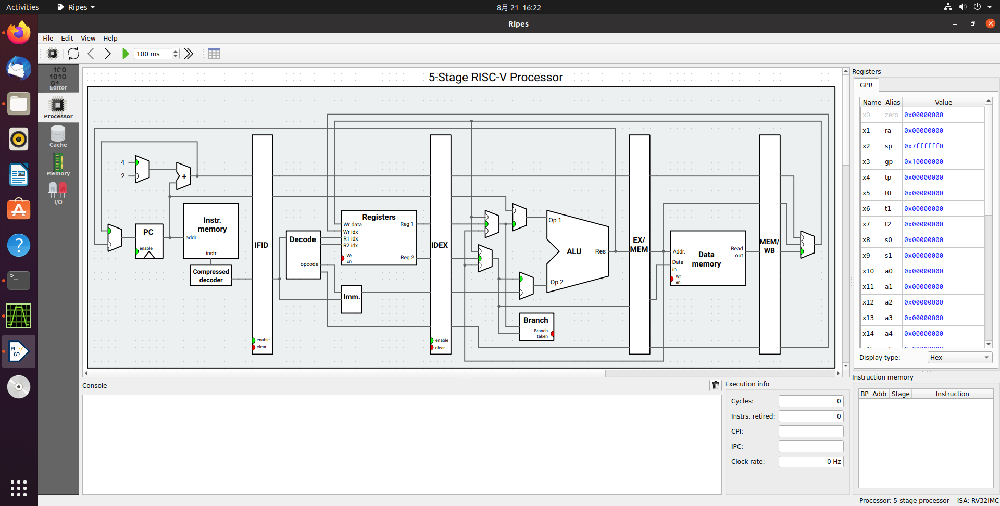 Activities
Ripes
8月 21 16:22
Ripes
File Edit View Help
100 ms
Editor
Processor
Cache
Memory
I/O
5-Stage RISC-V Processor
4
2
+
PC
enable
Instr.
memory
addr
instr
Compressed
decoder
IFID
enable
clear
Decode
opcode
Registers
Wr data
Wr idx
R1 idx
R2 idx
Wr
En
Reg 1
Reg 2
Imm.
IDEX
enable
clear
Op 1
ALU
Res
Op 2
Branch
Branch
taken
EX/
MEM
Addr.
Data
in
Wr
en
Data
memory
Read
out
MEM/
WB
Registers
GPR
Name Alias Value
x0 zero 0x00000000
x1 ra 0x00000000
x2 sp 0x7ffffff0
x3 gp 0x10000000
x4 tp 0x00000000
x5 t0 0x00000000
x6 t1 0x00000000
x7 t2 0x00000000
x8 s0 0x00000000
x9 s1 0x00000000
x10 a0 0x00000000
x11 a1 0x00000000
x12 a2 0x00000000
x13 a3 0x00000000
x14 a4 0x00000000
Display type: Hex
Console
Execution info
Cycles: 0
Instrs. retired: 0
CPI:
IPC:
Clock rate: 0 Hz
Instruction memory
BP Addr Stage Instruction
Processor: 5-stage processor ISA: RV32IMC